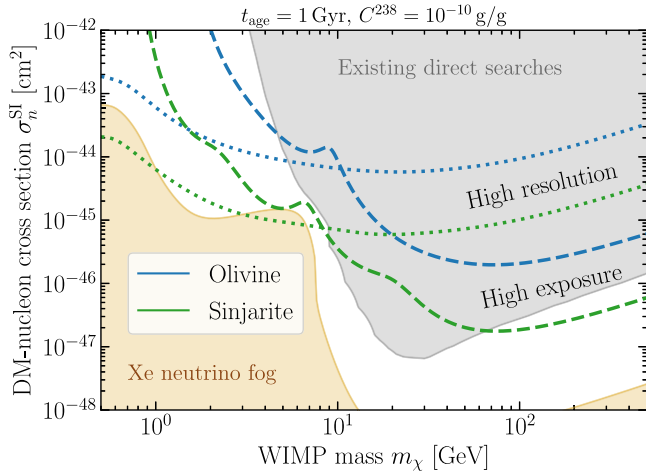 t_age = 1 Gyr, C^238 = 10^-10 g/g
DM-nucleon cross section σ_n^SI [cm^2]
10^-42
10^-43
10^-44
10^-45
10^-46
10^-47
10^-48
Existing direct searches
High resolution
High exposure
Olivine
Sinjarite
Xe neutrino fog
10^0
10^1
10^2
WIMP mass m_χ [GeV]